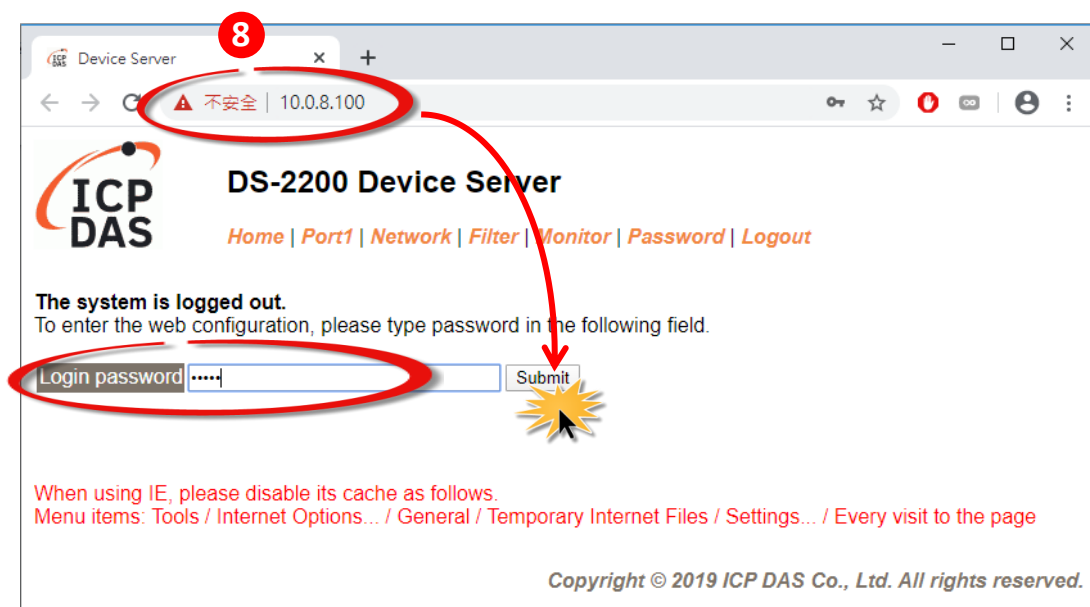 8
ICP DAS Device Server
不安全 | 10.0.8.100
ICP
DAS
DS-2200 Device Server
Home | Port1 | Network | Filter | Monitor | Password | Logout
The system is logged out.
To enter the web configuration, please type password in the following field.
Login password ••••• Submit
When using IE, please disable its cache as follows.
Menu items: Tools / Internet Options... / General / Temporary Internet Files / Settings... / Every visit to the page
Copyright © 2019 ICP DAS Co., Ltd. All rights reserved.